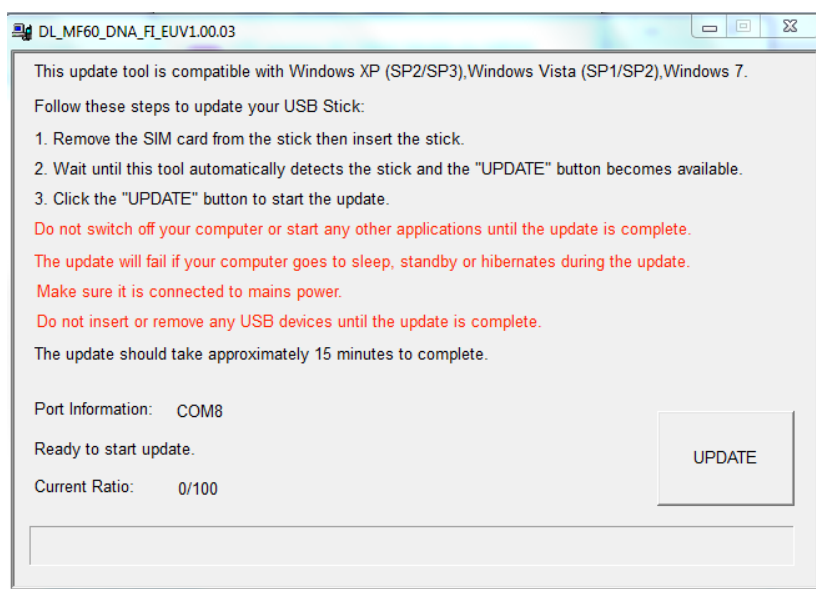 DL_MF60_DNA_FI_EUV1.00.03
This update tool is compatible with Windows XP (SP2/SP3),Windows Vista (SP1/SP2),Windows 7.
Follow these steps to update your USB Stick:
1. Remove the SIM card from the stick then insert the stick.
2. Wait until this tool automatically detects the stick and the "UPDATE" button becomes available.
3. Click the "UPDATE" button to start the update.
Do not switch off your computer or start any other applications until the update is complete.
The update will fail if your computer goes to sleep, standby or hibernates during the update.
Make sure it is connected to mains power.
Do not insert or remove any USB devices until the update is complete.
The update should take approximately 15 minutes to complete.
Port Information: COM8
Ready to start update.
UPDATE
Current Ratio: 0/100